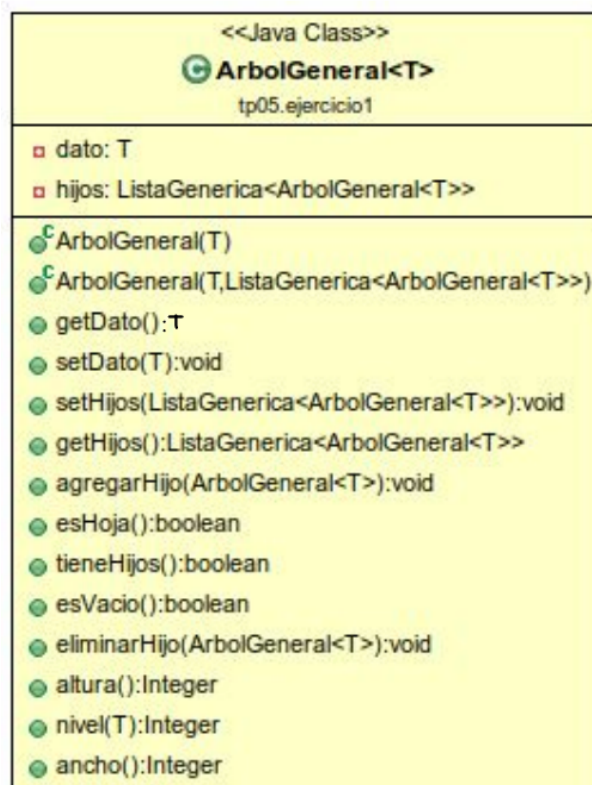 <<Java Class>>
C ArbolGeneral<T>
tp05.ejercicio1
dato: T
hijos: ListaGenerica<ArbolGeneral<T>>
C ArbolGeneral(T)
C ArbolGeneral(T,ListaGenerica<ArbolGeneral<T>>)
getDato():T
setDato(T):void
setHijos(ListaGenerica<ArbolGeneral<T>>):void
getHijos():ListaGenerica<ArbolGeneral<T>>
agregarHijo(ArbolGeneral<T>):void
esHoja():boolean
tieneHijos():boolean
esVacio():boolean
eliminarHijo(ArbolGeneral<T>):void
altura():Integer
nivel(T):Integer
ancho():Integer